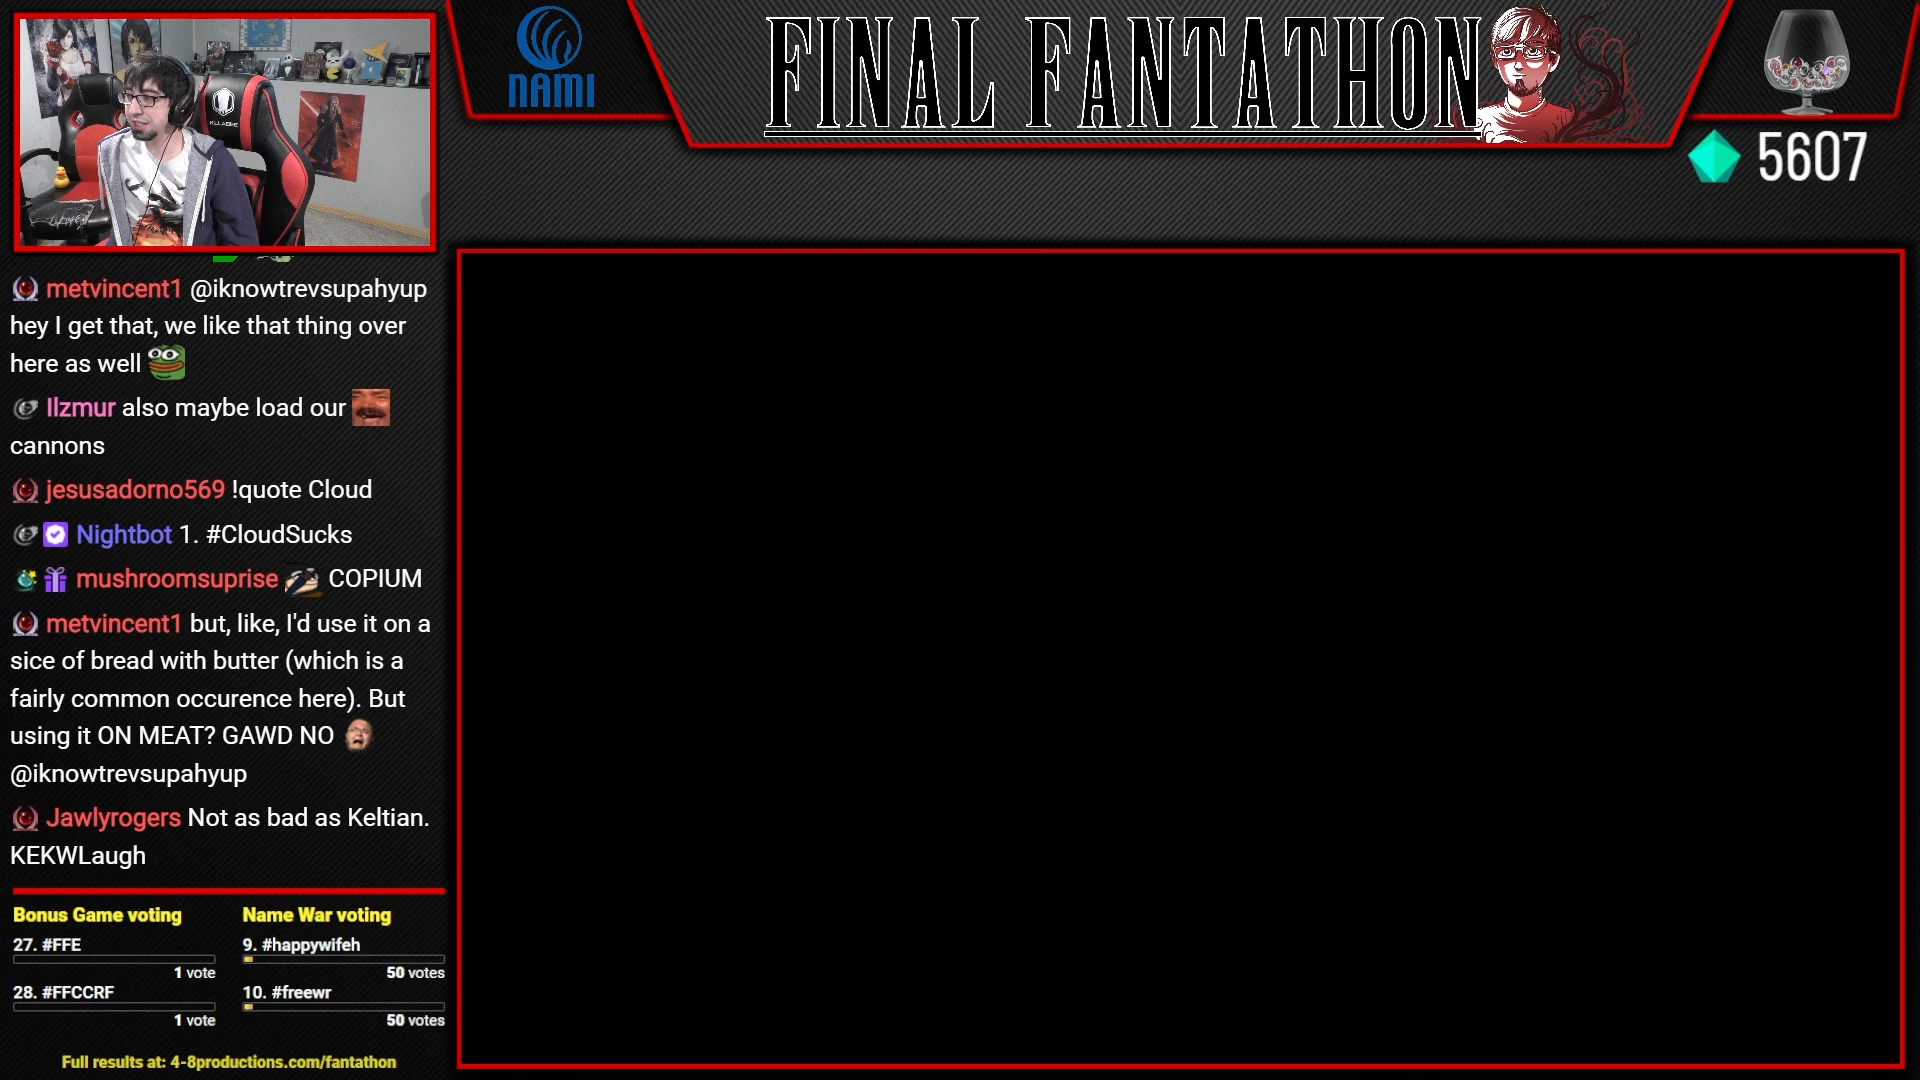 NAMI
FINAL FANTATHON
5607
metvincent1 @iknowtrevsupahyup
hey I get that, we like that thing over
here as well
Ilzmur also maybe load our
cannons
jesusadorno569 !quote Cloud
Nightbot 1. #CloudSucks
mushroomsuprise COPIUM
metvincent1 but, like, I'd use it on a
sice of bread with butter (which is a
fairly common occurence here). But
using it ON MEAT? GAWD NO
@iknowtrevsupahyup
Jawlyrogers Not as bad as Keltian.
KEKWLaugh
Bonus Game voting
27. #FFE
1 vote
28. #FFCCRF
1 vote
Name War voting
9. #happywifeh
50 votes
10. #freewr
50 votes
Full results at: 4-8productions.com/fantathon